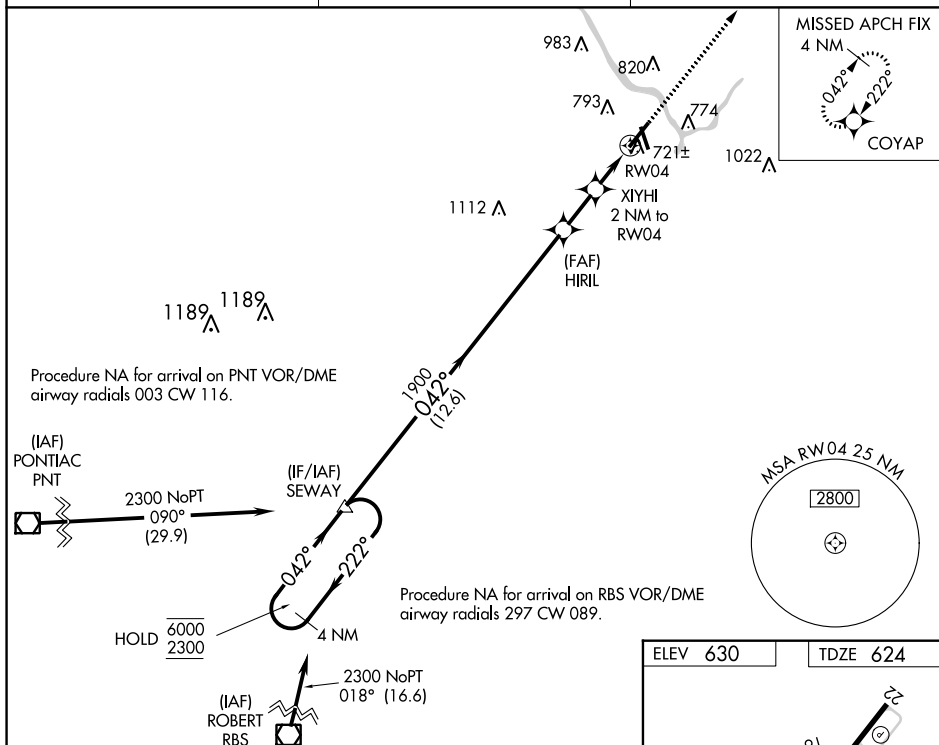 MISSED APCH FIX
4 NM
042°
222°
COYAP
983
820
793
774
721±
RW04
1022
XIYHI
2 NM to
RW04
1112
(FAF)
HIRIL
1189
1189
Procedure NA for arrival on PNT VOR/DME
airway radials 003 CW 116.
1900
042°
(12.6)
(IAF)
PONTIAC
PNT
2300 NoPT
090°
(29.9)
(IF/IAF)
SEWAY
MSA RW04 25 NM
2800
042°
222°
Procedure NA for arrival on RBS VOR/DME
airway radials 297 CW 089.
HOLD
6000
2300
4 NM
2300 NoPT
018° (16.6)
(IAF)
ROBERT
RBS
ELEV 630
TDZE 624
22